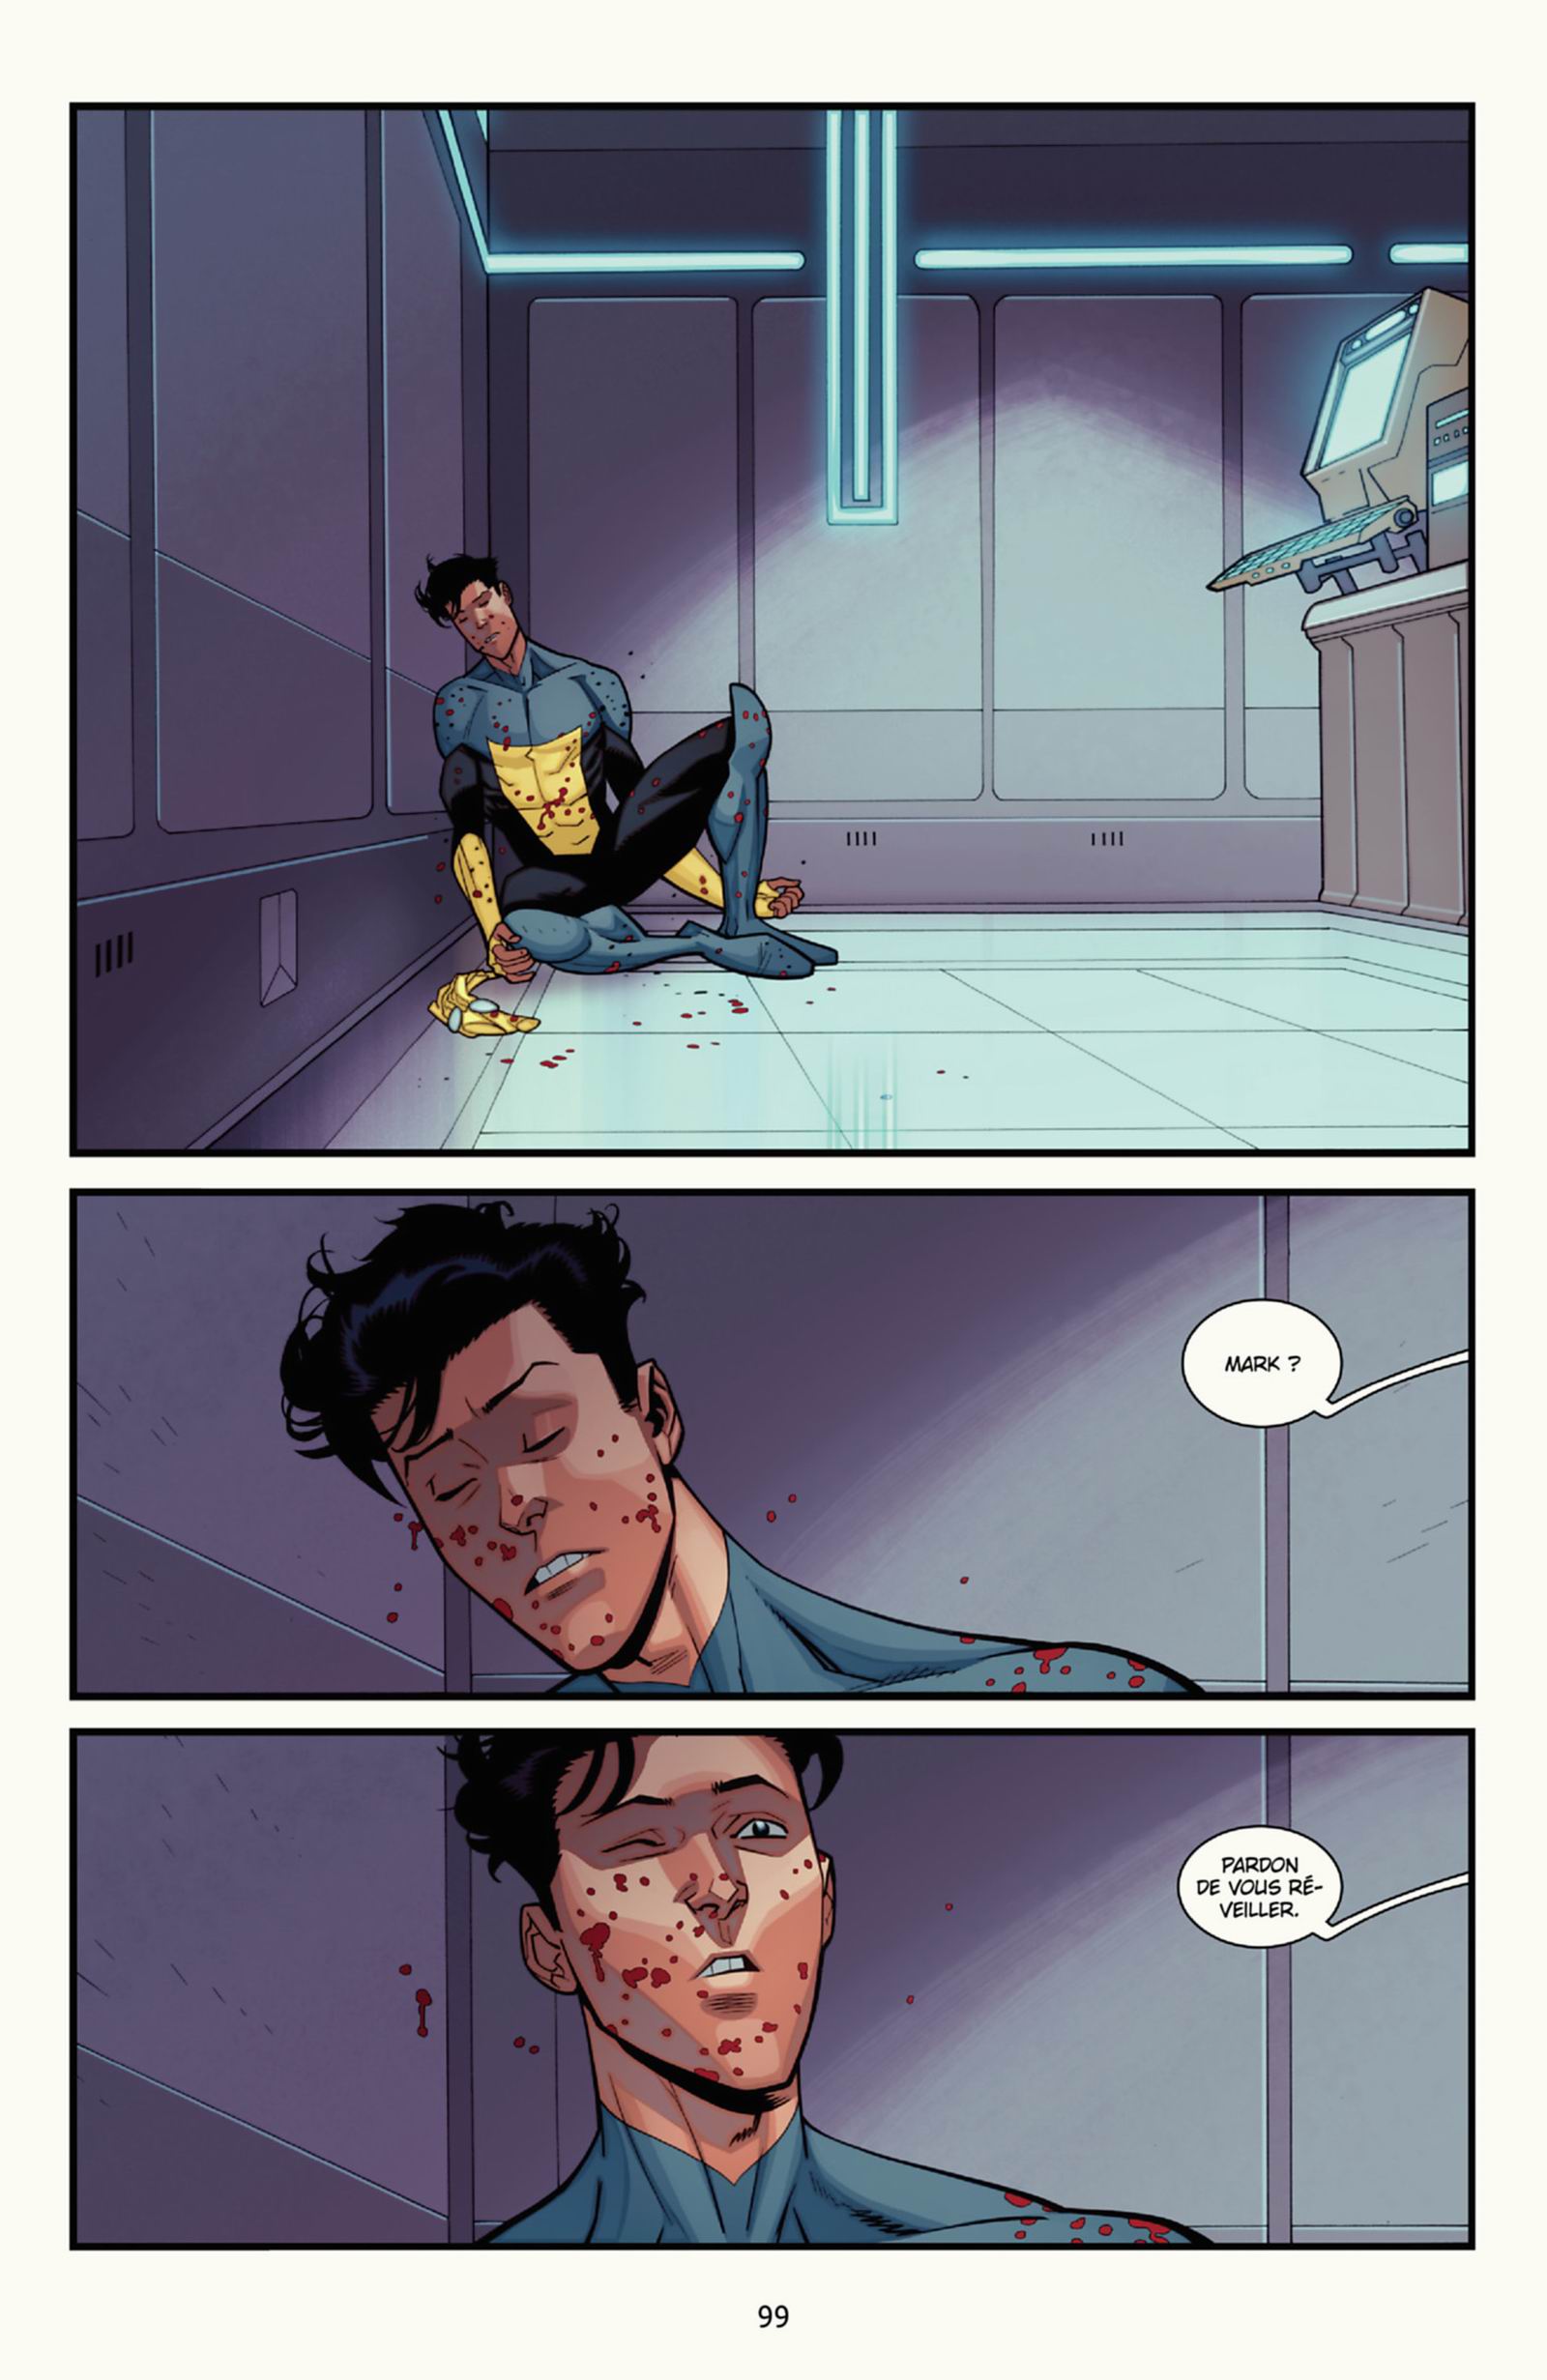 MARK ?
PARDON
DE VOUS RÉ-
VEILLER.
99